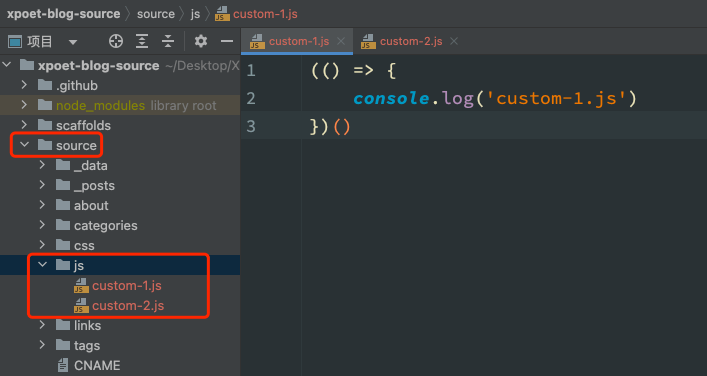 xpoet-blog-source › source › js › custom-1.js
项目
custom-1.js
custom-2.js
xpoet-blog-source ~/Desktop/X
.github
node_modules library root
scaffolds
source
_data
_posts
about
categories
css
js
custom-1.js
custom-2.js
links
tags
CNAME
1 (() => {
2 console.log('custom-1.js')
3 })()